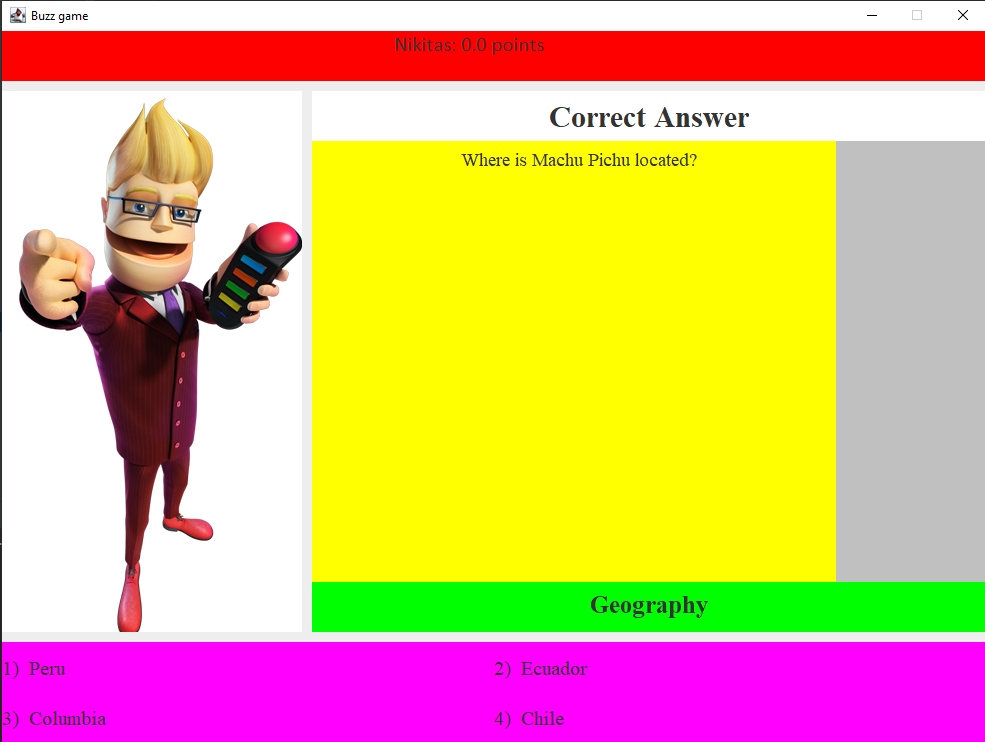 Buzz game
Nikitas: 0.0 points
Correct Answer
Where is Machu Pichu located?
Geography
1) Peru
2) Ecuador
3) Columbia
4) Chile